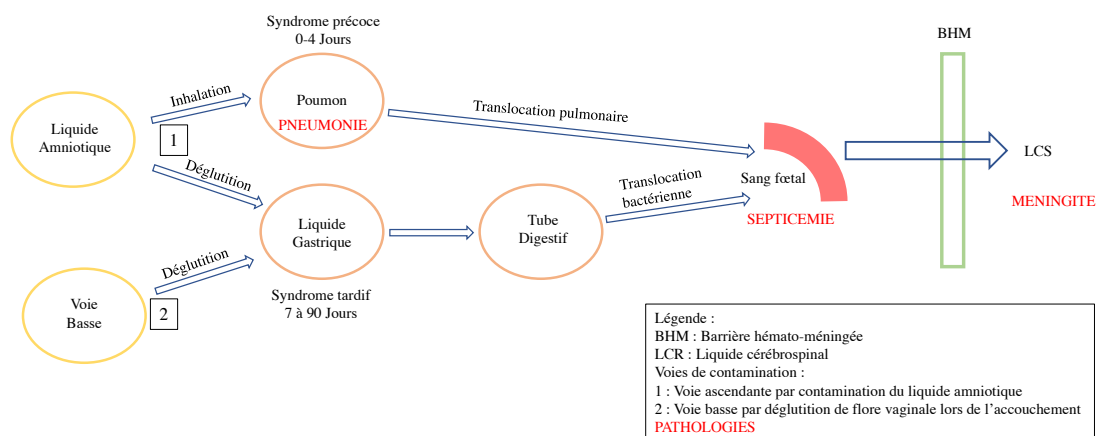 Syndrome précoce
0-4 Jours
BHM
Inhalation
Poumon
PNEUMONIE
Translocation pulmonaire
Liquide
Amniotique
1
LCS
Déglutition
Translocation
bactérienne
Sang fœtal
MENINGITE
SEPTICEMIE
Liquide
Gastrique
Tube
Digestif
Déglutition
Syndrome tardif
7 à 90 Jours
Voie
Basse
2
Légende :
BHM : Barrière hémato-méningée
LCR : Liquide cérébrospinal
Voies de contamination :
1 : Voie ascendante par contamination du liquide amniotique
2 : Voie basse par déglutition de flore vaginale lors de l’accouchement
PATHOLOGIES